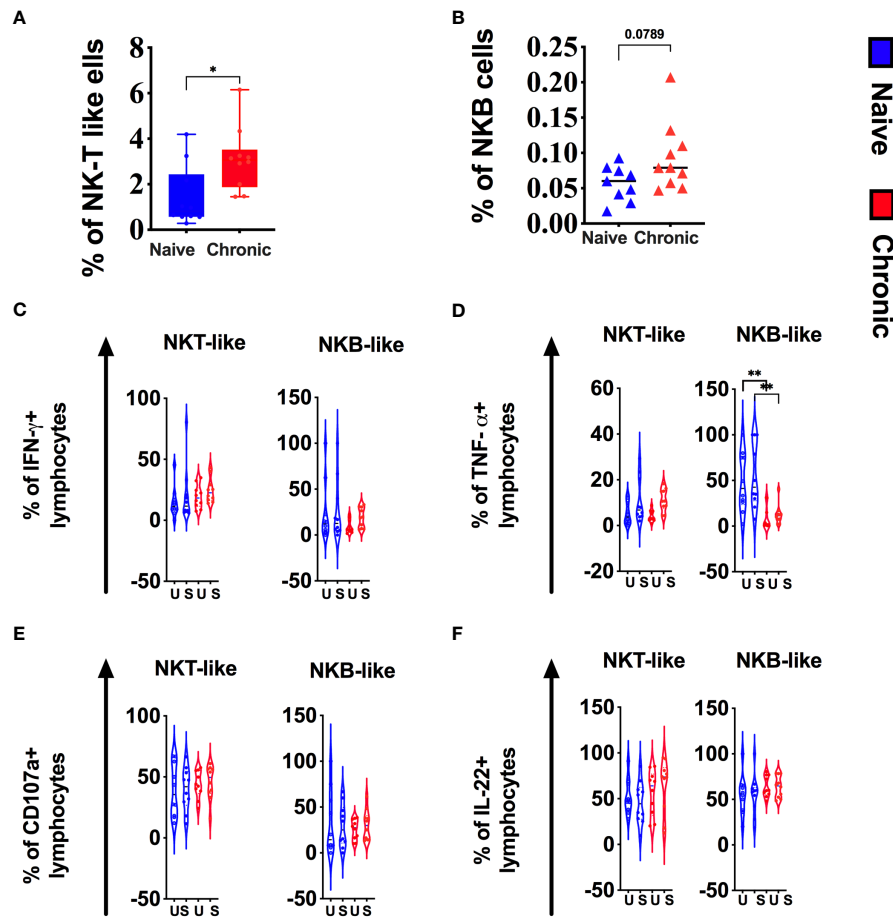 A
% of NK-T like ells
8
6
4
2
0
*
Naive Chronic
B
% of NKB cells
0.25
0.20
0.15
0.10
0.05
0.00
0.0789
Naive Chronic
Naive
Chronic
C
% of IFN-γ+
lymphocytes
NKT-like
100
50
0
-50
U S U S
NKB-like
150
100
50
0
-50
U S U S
D
% of TNF- α+
lymphocytes
NKT-like
60
40
20
0
-20
U S U S
NKB-like
150
100
50
0
-50
**
**
U S U S
E
% of CD107a+
lymphocytes
NKT-like
100
50
0
-50
US U S
NKB-like
150
100
50
0
-50
U S U S
F
% of IL-22+
lymphocytes
NKT-like
150
100
50
0
-50
U S U S
NKB-like
150
100
50
0
-50
U S U S